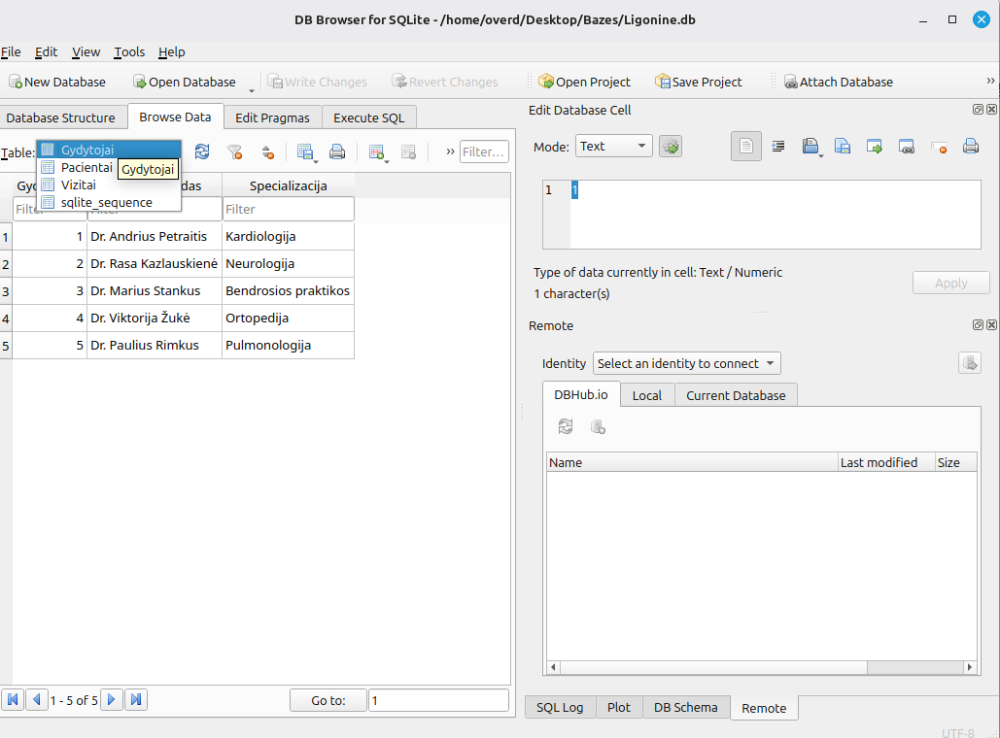 DB Browser for SQLite - /home/overd/Desktop/Bazes/Ligonine.db
File Edit View Tools Help
New Database Open Database Write Changes Revert Changes Open Project Save Project Attach Database »
Database Structure Browse Data Edit Pragmas Execute SQL
Table: Gydytojai » Filter...
Pacientai
Gydytojai
Vizitai
sqlite_sequence
Specializacija
Filter
1 1 Dr. Andrius Petraitis Kardiologija
2 2 Dr. Rasa Kazlauskienė Neurologija
3 3 Dr. Marius Stankus Bendrosios praktikos
4 4 Dr. Viktorija Žukė Ortopedija
5 5 Dr. Paulius Rimkus Pulmonologija
1 - 5 of 5 Go to: 1
Edit Database Cell
Mode: Text
1 1
Type of data currently in cell: Text / Numeric
1 character(s)
Apply
Remote
Identity Select an identity to connect
DBHub.io Local Current Database
Name Last modified Size
SQL Log Plot DB Schema Remote
UTF-8